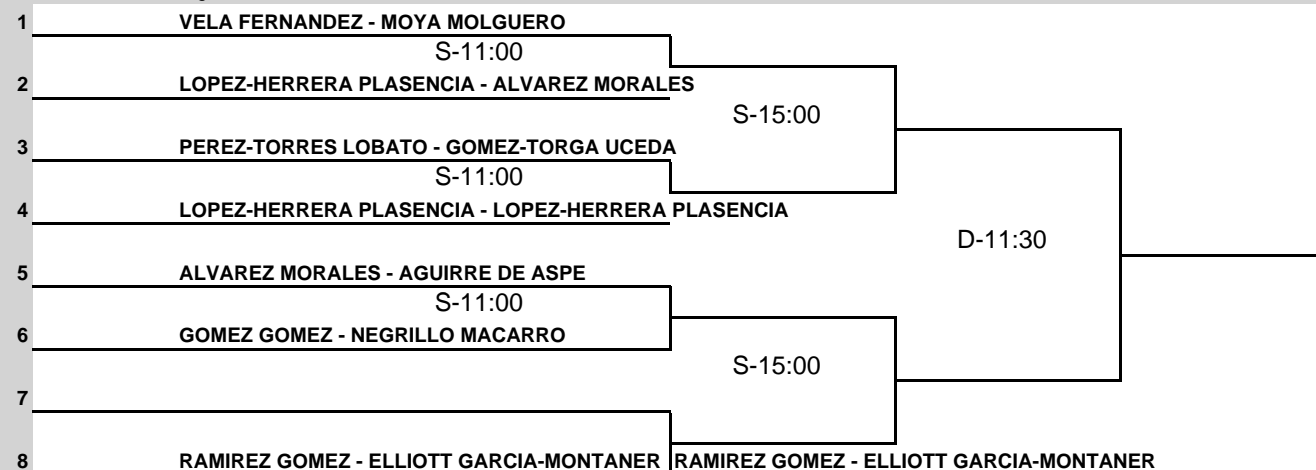 1 VELA FERNANDEZ - MOYA MOLGUERO
S-11:00
2 LOPEZ-HERRERA PLASENCIA - ALVAREZ MORALES
S-15:00
3 PEREZ-TORRES LOBATO - GOMEZ-TORGA UCEDA
S-11:00
4 LOPEZ-HERRERA PLASENCIA - LOPEZ-HERRERA PLASENCIA
D-11:30
5 ALVAREZ MORALES - AGUIRRE DE ASPE
S-11:00
6 GOMEZ GOMEZ - NEGRILLO MACARRO
S-15:00
7
8 RAMIREZ GOMEZ - ELLIOTT GARCIA-MONTANER RAMIREZ GOMEZ - ELLIOTT GARCIA-MONTANER